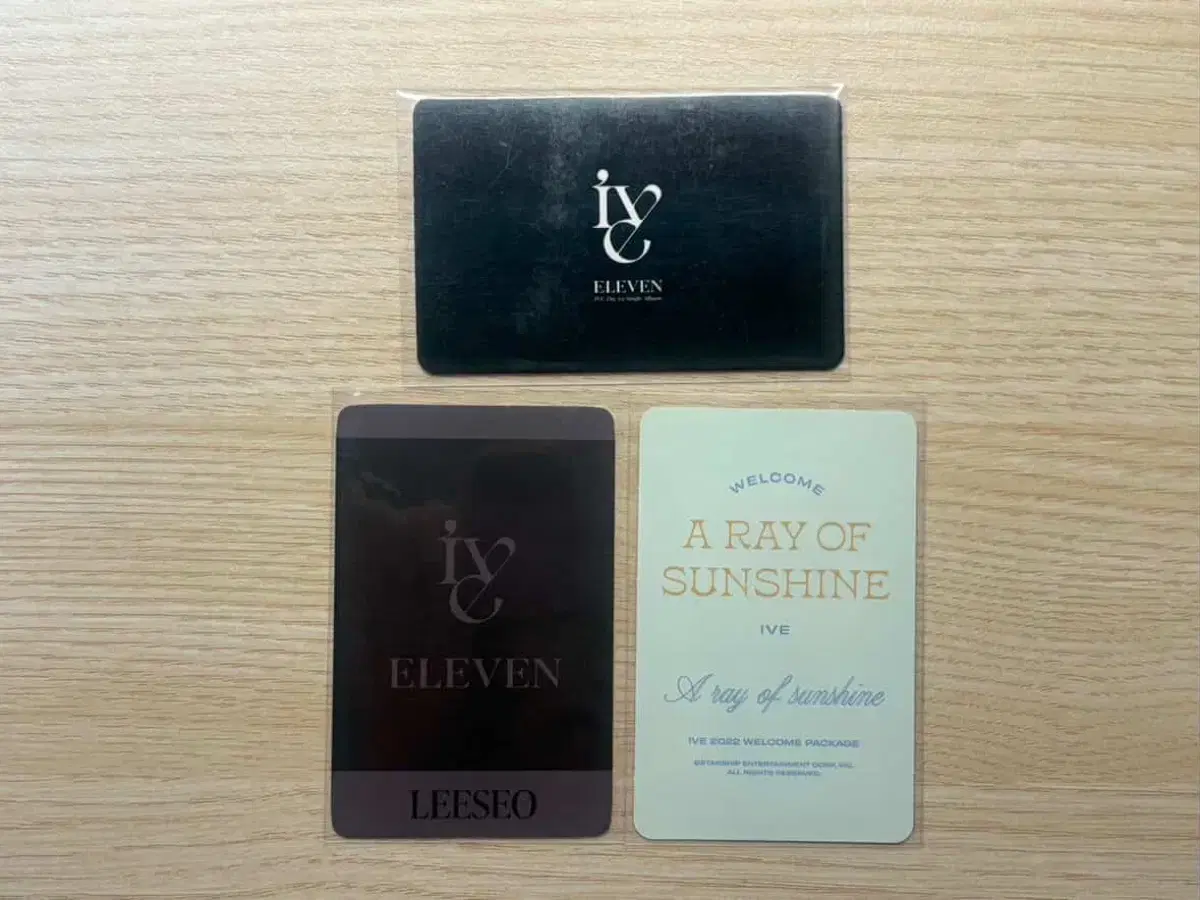 ive
ELEVEN
IVE The 1st Single Album
ive
ELEVEN
LEESEO
WELCOME
A RAY OF
SUNSHINE
IVE
A ray of sunshine
IVE 2022 WELCOME PACKAGE
©STARSHIP ENTERTAINMENT CORP, INC.
ALL RIGHTS RESERVED.